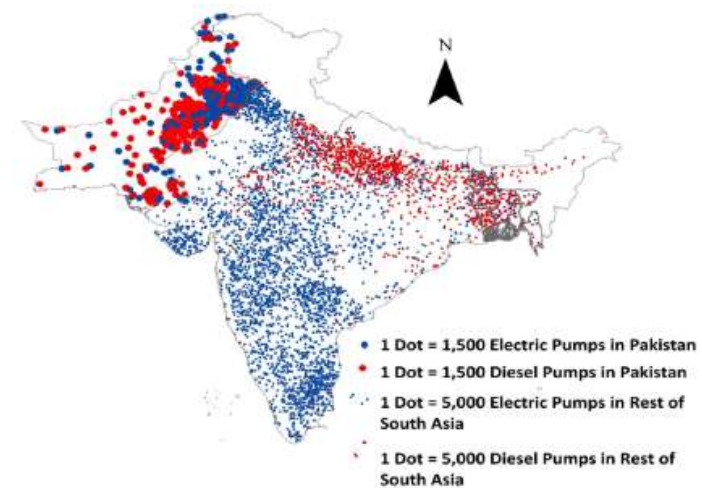 N
1 Dot = 1,500 Electric Pumps in Pakistan
1 Dot = 1,500 Diesel Pumps in Pakistan
1 Dot = 5,000 Electric Pumps in Rest of
South Asia
1 Dot = 5,000 Diesel Pumps in Rest of
South Asia